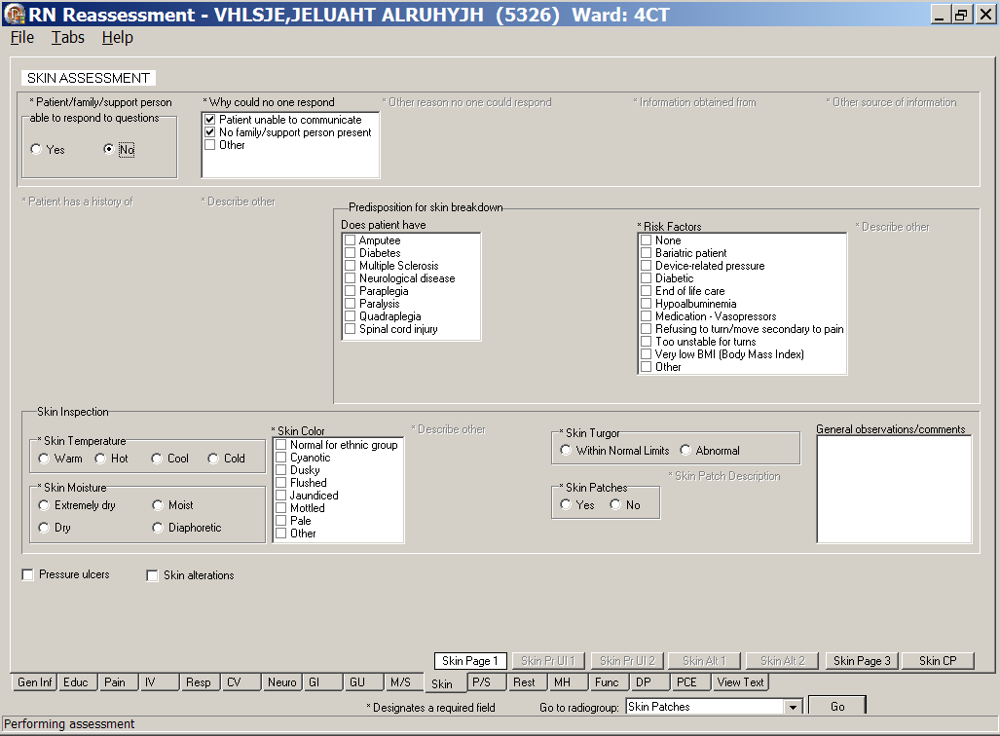 RN Reassessment - VHLSJE,JELUAHT ALRUHYJH (5326) Ward: 4CT
File Tabs Help
SKIN ASSESSMENT
* Patient/family/support person
able to respond to questions
Yes
No
* Why could no one respond
Patient unable to communicate
No family/support person present
Other
* Other reason no one could respond
* Information obtained from
* Other source of information
* Patient has a history of
* Describe other
Predisposition for skin breakdown
Does patient have
Amputee
Diabetes
Multiple Sclerosis
Neurological disease
Paraplegia
Paralysis
Quadraplegia
Spinal cord injury
* Risk Factors
None
Bariatric patient
Device-related pressure
Diabetic
End of life care
Hypoalbuminemia
Medication - Vasopressors
Refusing to turn/move secondary to pain
Too unstable for turns
Very low BMI (Body Mass Index)
Other
* Describe other
Skin Inspection
* Skin Temperature
Warm Hot Cool Cold
* Skin Moisture
Extremely dry Moist
Dry Diaphoretic
* Skin Color
Normal for ethnic group
Cyanotic
Dusky
Flushed
Jaundiced
Mottled
Pale
Other
* Describe other
* Skin Turgor
Within Normal Limits Abnormal
* Skin Patch Description
* Skin Patches
Yes No
General observations/comments
Pressure ulcers Skin alterations
Skin Page 1 Skin Pr Ul 1 Skin Pr Ul 2 Skin Alt 1 Skin Alt 2 Skin Page 3 Skin CP
Gen Inf Educ Pain IV Resp CV Neuro GI GU M/S Skin P/S Rest MH Func DP PCE View Text
* Designates a required field
Go to radiogroup: Skin Patches Go
Performing assessment